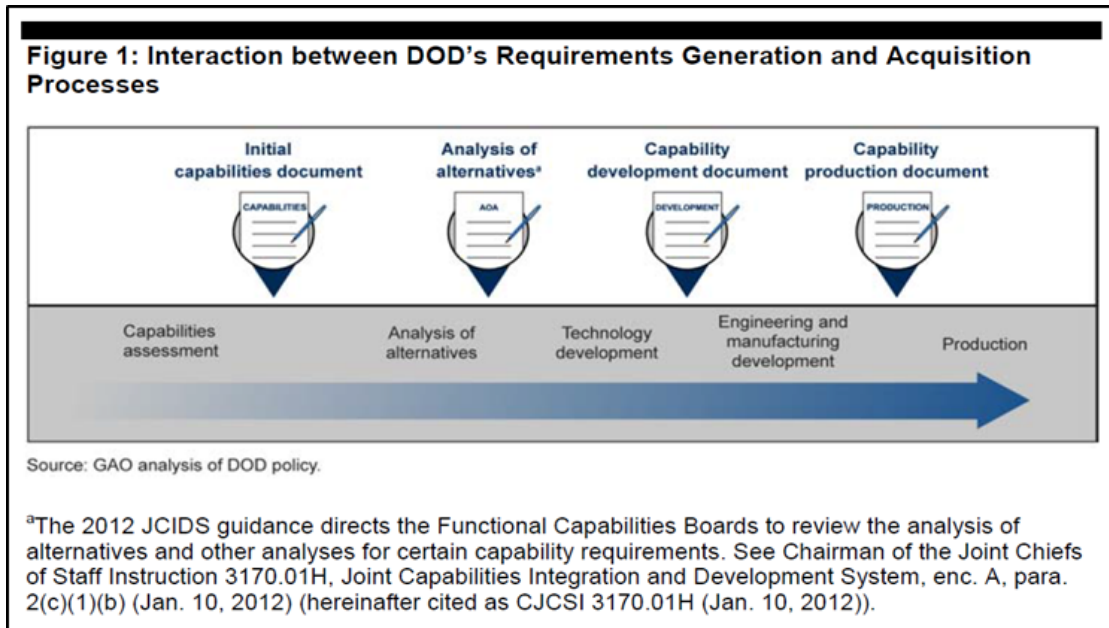 Figure 1: Interaction between DOD's Requirements Generation and Acquisition
Processes
Initial
capabilities document
Analysis of
alternativesᵃ
Capability
development document
Capability
production document
CAPABILITIES
AOA
DEVELOPMENT
PRODUCTION
Capabilities
assessment
Analysis of
alternatives
Technology
development
Engineering and
manufacturing
development
Production
Source: GAO analysis of DOD policy.
ᵃThe 2012 JCIDS guidance directs the Functional Capabilities Boards to review the analysis of
alternatives and other analyses for certain capability requirements. See Chairman of the Joint Chiefs
of Staff Instruction 3170.01H, Joint Capabilities Integration and Development System, enc. A, para.
2(c)(1)(b) (Jan. 10, 2012) (hereinafter cited as CJCSI 3170.01H (Jan. 10, 2012)).